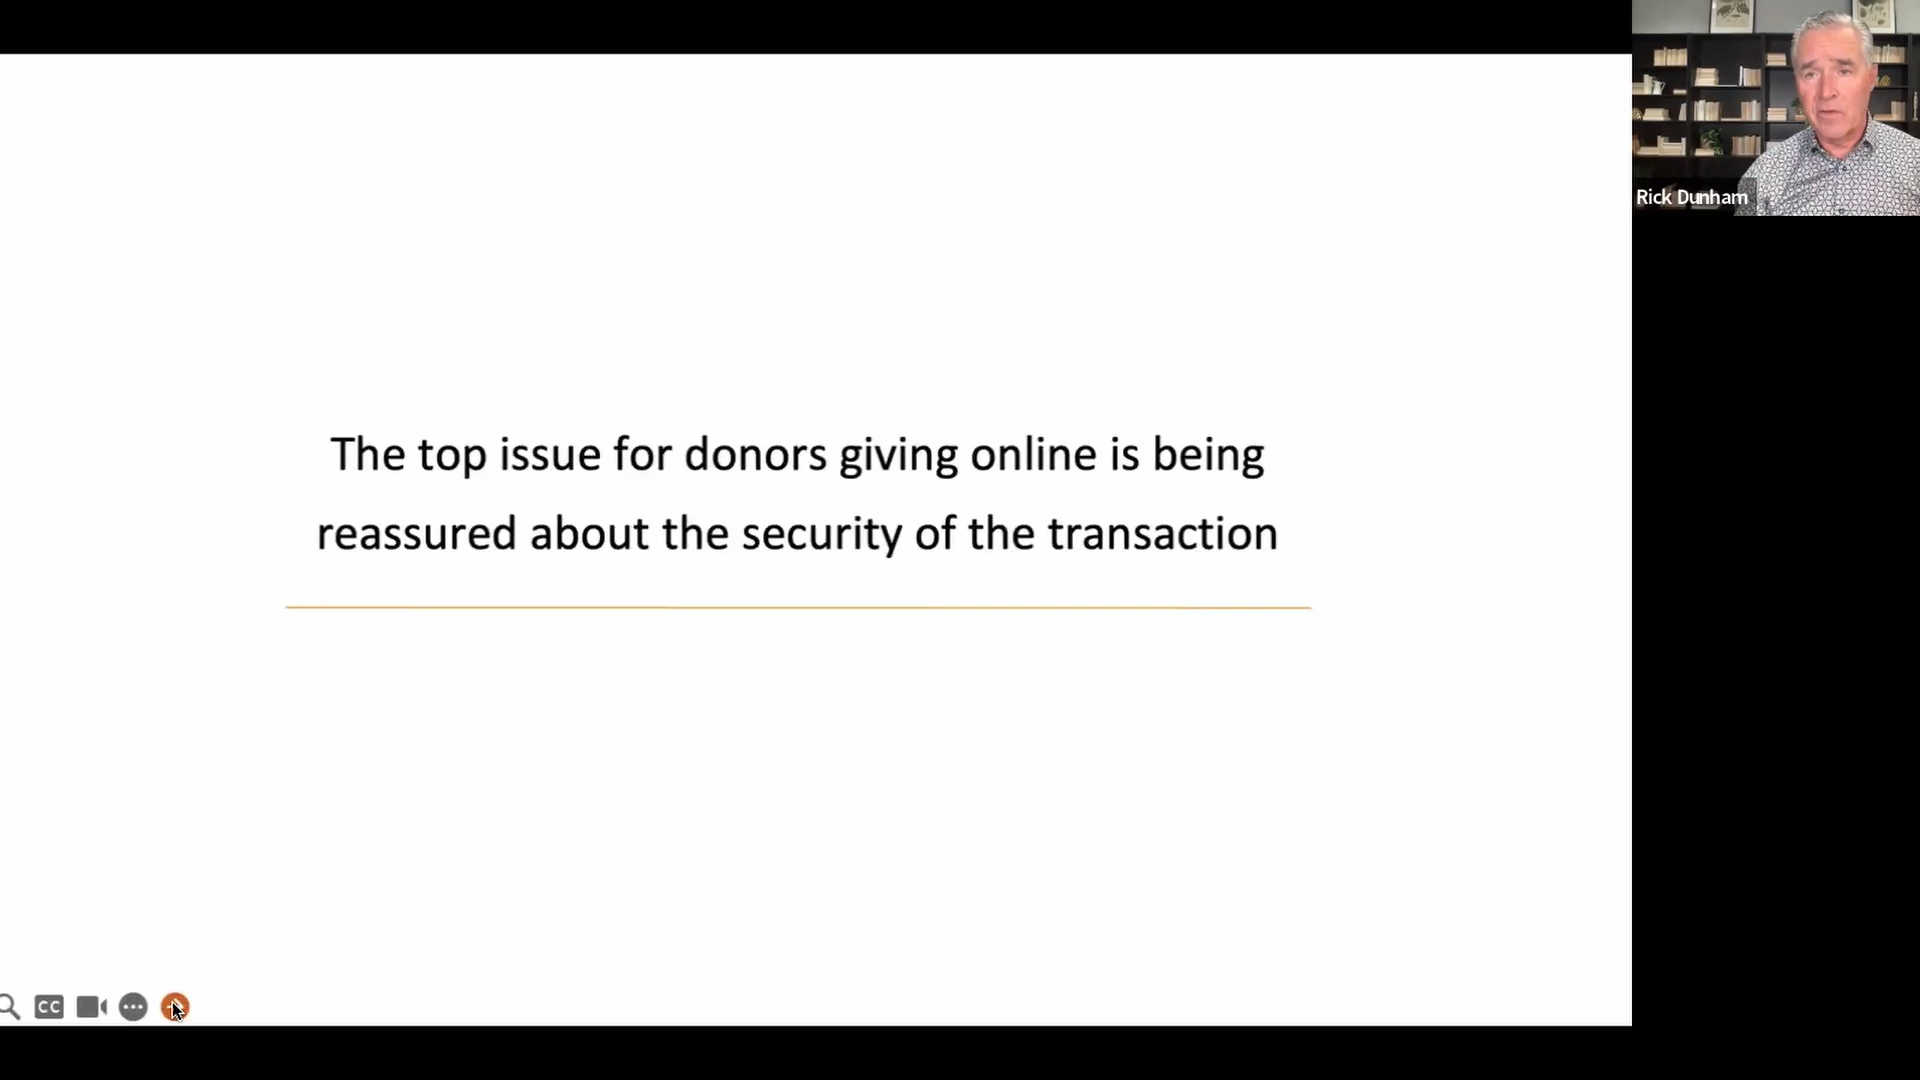 The top issue for donors giving online is being
reassured about the security of the transaction
Rick Dunham
CC